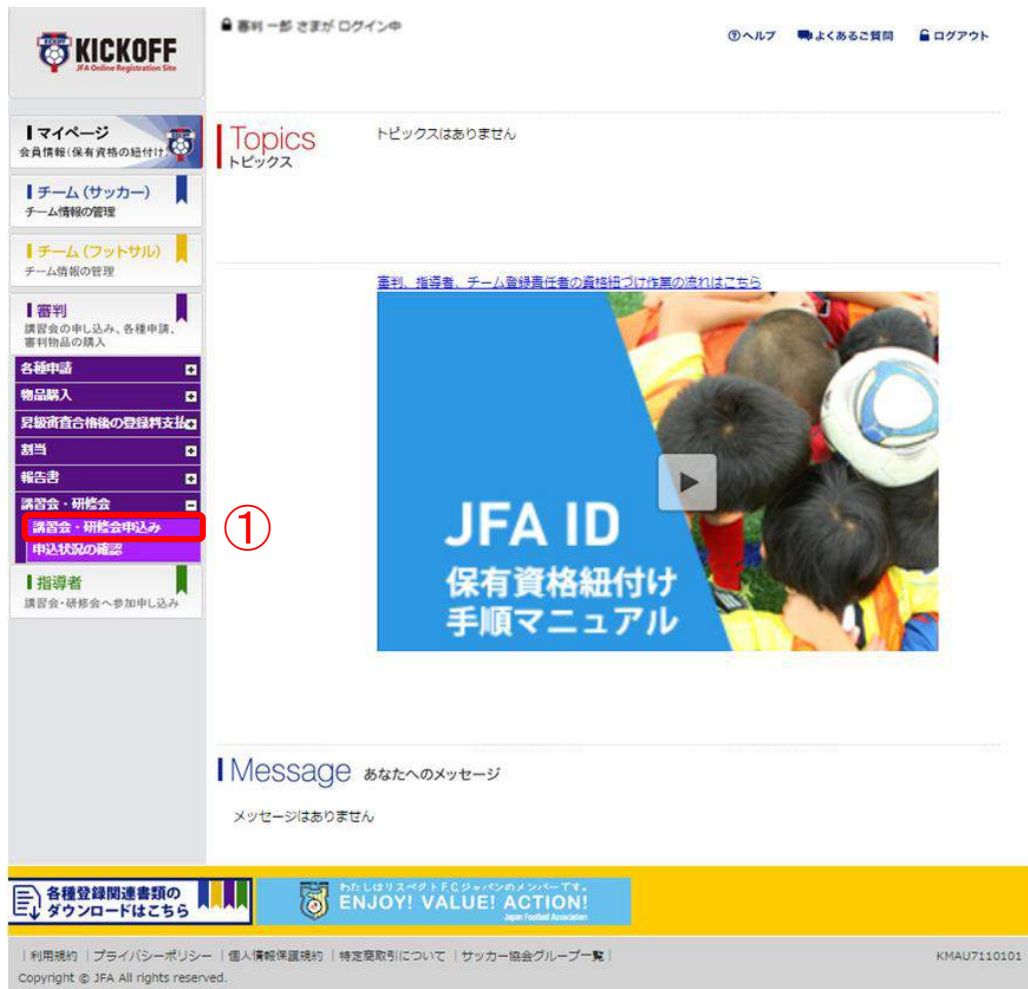 KICKOFF
JFA Online Registration Site
審判 一郎 さまが ログイン中
ヘルプ よくあるご質問 ログアウト
マイページ
会員情報(保有資格の紐付け
チーム (サッカー)
チーム情報の管理
チーム (フットサル)
チーム情報の管理
審判
講習会の申し込み、各種申請、
審判物品の購入
各種申請
物品購入
昇級審査合格後の登録料支払
割当
報告書
講習会・研修会
講習会・研修会申込み
申込状況の確認
①
指導者
講習会・研修会へ参加申し込み
Topics
トピックス
トピックスはありません
審判、指導者、チーム登録責任者の資格紐づけ作業の流れはこちら
JFA ID
保有資格紐付け
手順マニュアル
Message あなたへのメッセージ
メッセージはありません
各種登録関連書類の
ダウンロードはこちら
わたしはリスペクトF.C.ジャパンのメンバーです。
ENJOY! VALUE! ACTION!
Japan Football Association
|利用規約 |プライバシーポリシー |個人情報保護規約 |特定商取引について |サッカー協会グループ一覧|
KMAU7110101
Copyright © JFA All rights reserved.